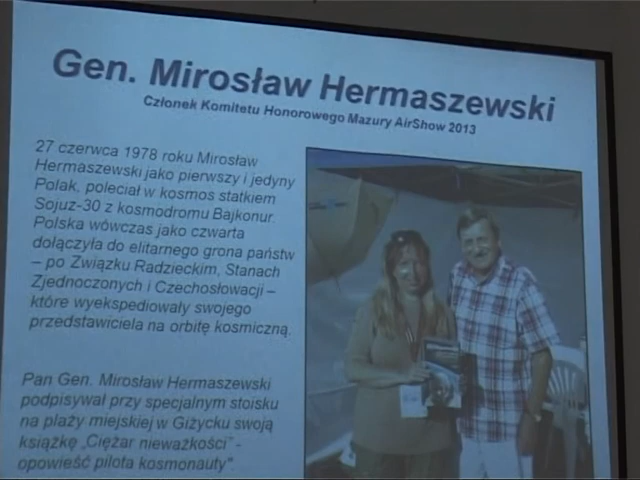 Gen. Mirosław Hermaszewski
Członek Komitetu Honorowego Mazury AirShow 2013
27 czerwca 1978 roku Mirosław
Hermaszewski jako pierwszy i jedyny
Polak, poleciał w kosmos statkiem
Sojuz-30 z kosmodromu Bajkonur.
Polska wówczas jako czwarta
dołączyła do elitarnego grona państw
– po Związku Radzieckim, Stanach
Zjednoczonych i Czechosłowacji –
które wyekspediowały swojego
przedstawiciela na orbitę kosmiczną.
Pan Gen. Mirosław Hermaszewski
podpisywał przy specjalnym stoisku
na plaży miejskiej w Giżycku swoją
książkę „Ciężar nieważkości" -
opowieść pilota kosmonauty".